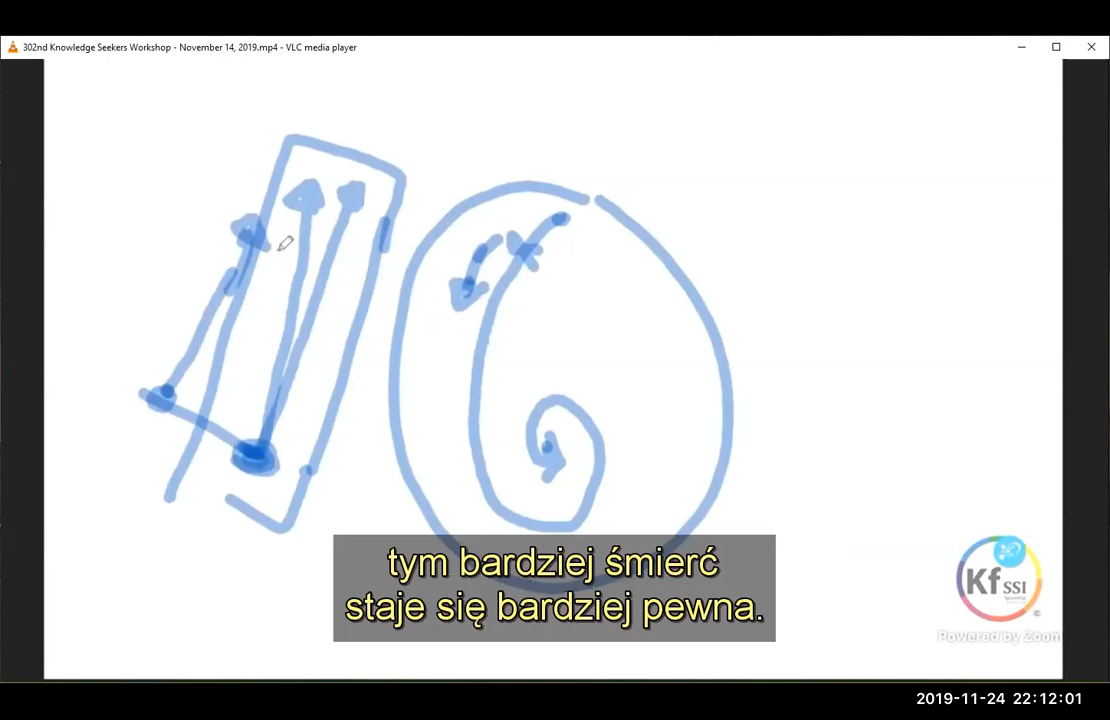 302nd Knowledge Seekers Workshop - November 14, 2019.mp4 - VLC media player
tym bardziej śmierć
staje się bardziej pewna.
Kf SSI
©
Powered by Zoom
2019-11-24 22:12:01